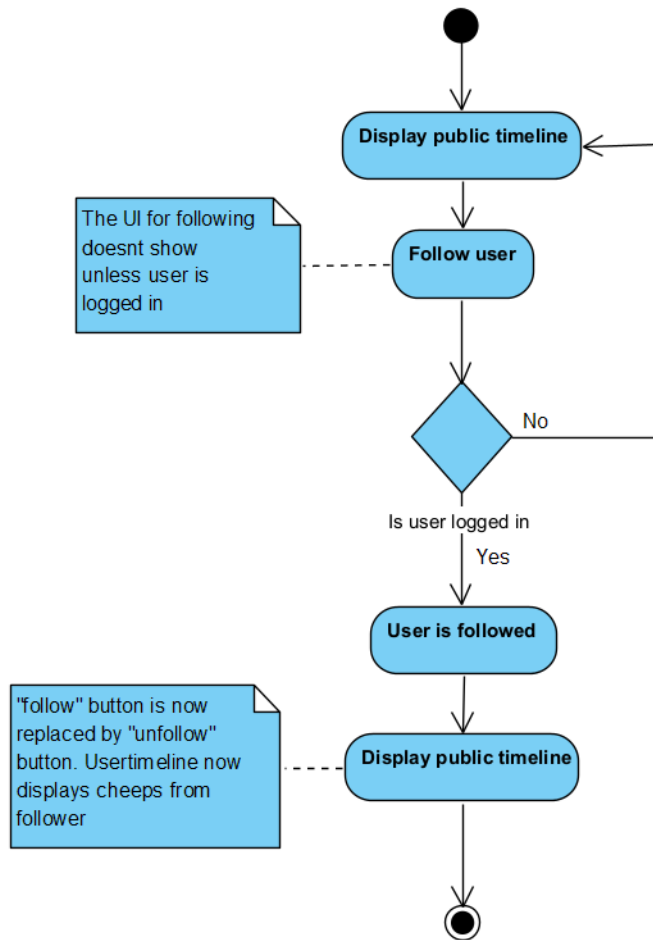 Display public timeline
The UI for following
doesnt show
unless user is
logged in
Follow user
No
Is user logged in
Yes
User is followed
"follow" button is now
replaced by "unfollow"
button. Usertimeline now
displays cheeps from
follower
Display public timeline